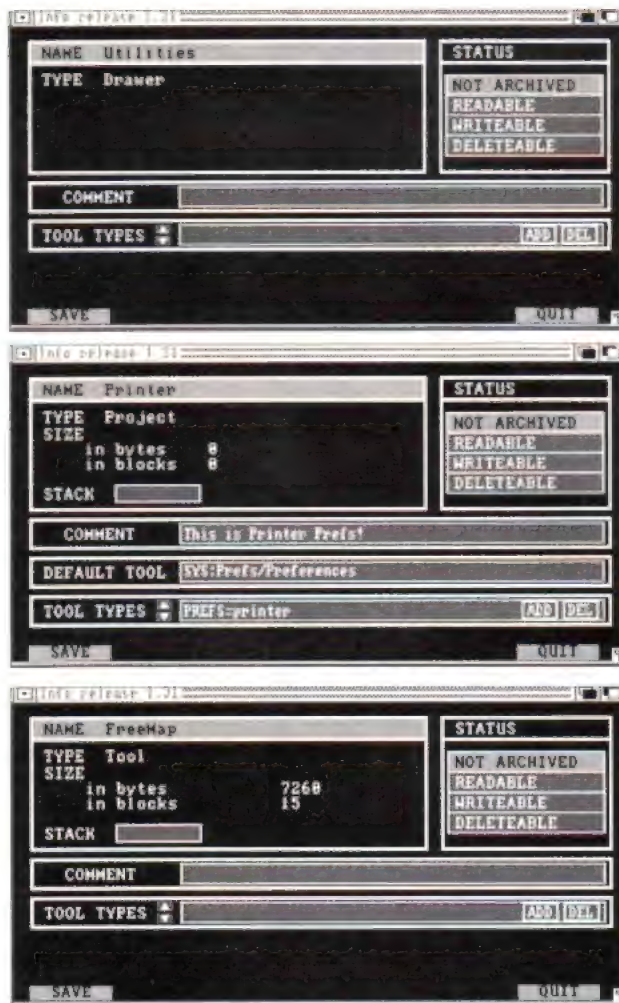 Info release 1.21
NAME Utilities
STATUS
TYPE Drawer
NOT ARCHIVED
READABLE
WRITEABLE
DELETEABLE
COMMENT
TOOL TYPES ADD DEL
SAVE QUIT
Info release 1.21
NAME Printer
STATUS
TYPE Project
SIZE
in bytes 0
in blocks 0
NOT ARCHIVED
READABLE
WRITEABLE
DELETEABLE
STACK
COMMENT This is Printer Prefs!
DEFAULT TOOL SYS:Prefs/Preferences
TOOL TYPES PREFS=printer ADD DEL
SAVE QUIT
Info release 1.21
NAME FreeMap
STATUS
TYPE Tool
SIZE
in bytes 7260
in blocks 15
NOT ARCHIVED
READABLE
WRITEABLE
DELETEABLE
STACK
COMMENT
TOOL TYPES ADD DEL
SAVE QUIT